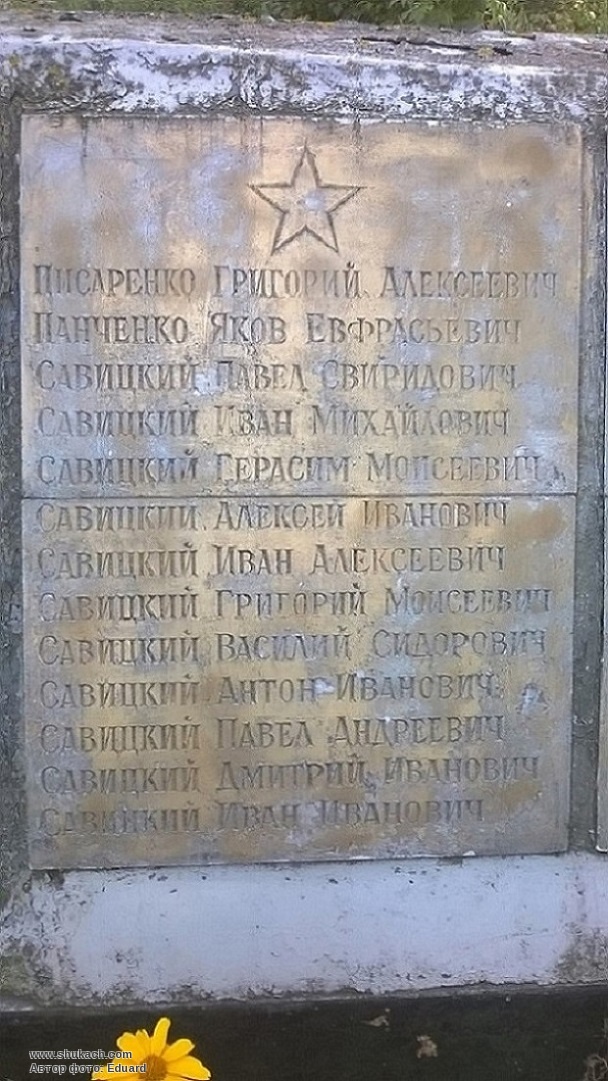 ПИСАРЕНКО ГРИГОРИЙ АЛЕКСЕЕВИЧ
ПАНЧЕНКО ЯКОВ ЕВФРАСЬЕВИЧ
САВИЦКИЙ ПАВЕЛ СВИРИДОВИЧ
САВИЦКИЙ ИВАН МИХАЙЛОВИЧ
САВИЦКИЙ ГЕРАСИМ МОИСЕЕВИЧ
САВИЦКИЙ АЛЕКСЕЙ ИВАНОВИЧ
САВИЦКИЙ ИВАН АЛЕКСЕЕВИЧ
САВИЦКИЙ ГРИГОРИЙ МОИСЕЕВИЧ
САВИЦКИЙ ВАСИЛИЙ СИДОРОВИЧ
САВИЦКИЙ АНТОН ИВАНОВИЧ
САВИЦКИЙ ПАВЕЛ АНДРЕЕВИЧ
САВИЦКИЙ ДМИТРИЙ ИВАНОВИЧ
САВИЦКИЙ ИВАН ИВАНОВИЧ
www.shukach.com
Автор фото: Eduard